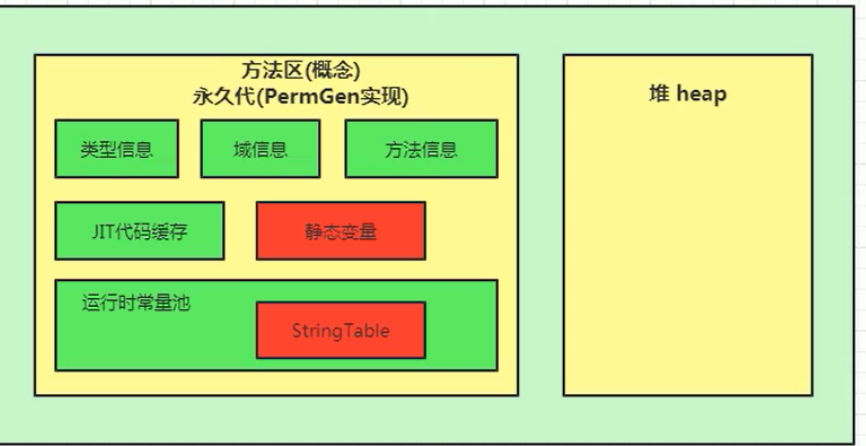 方法区(概念)
永久代(PermGen实现)
堆 heap
类型信息
域信息
方法信息
JIT代码缓存
静态变量
运行时常量池
StringTable